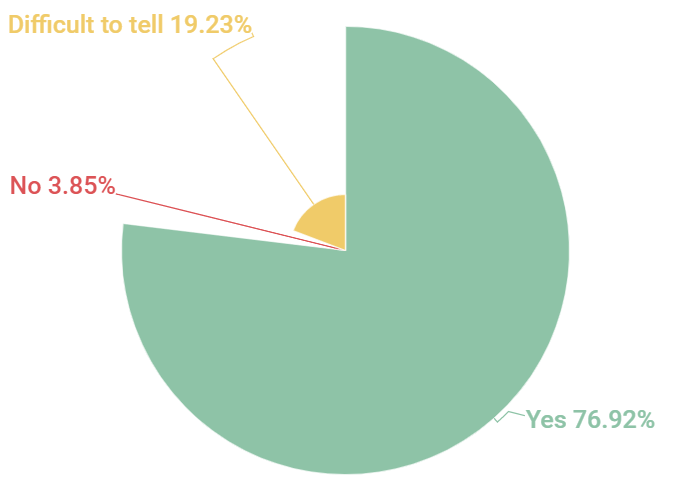 Difficult to tell 19.23%
No 3.85%
Yes 76.92%